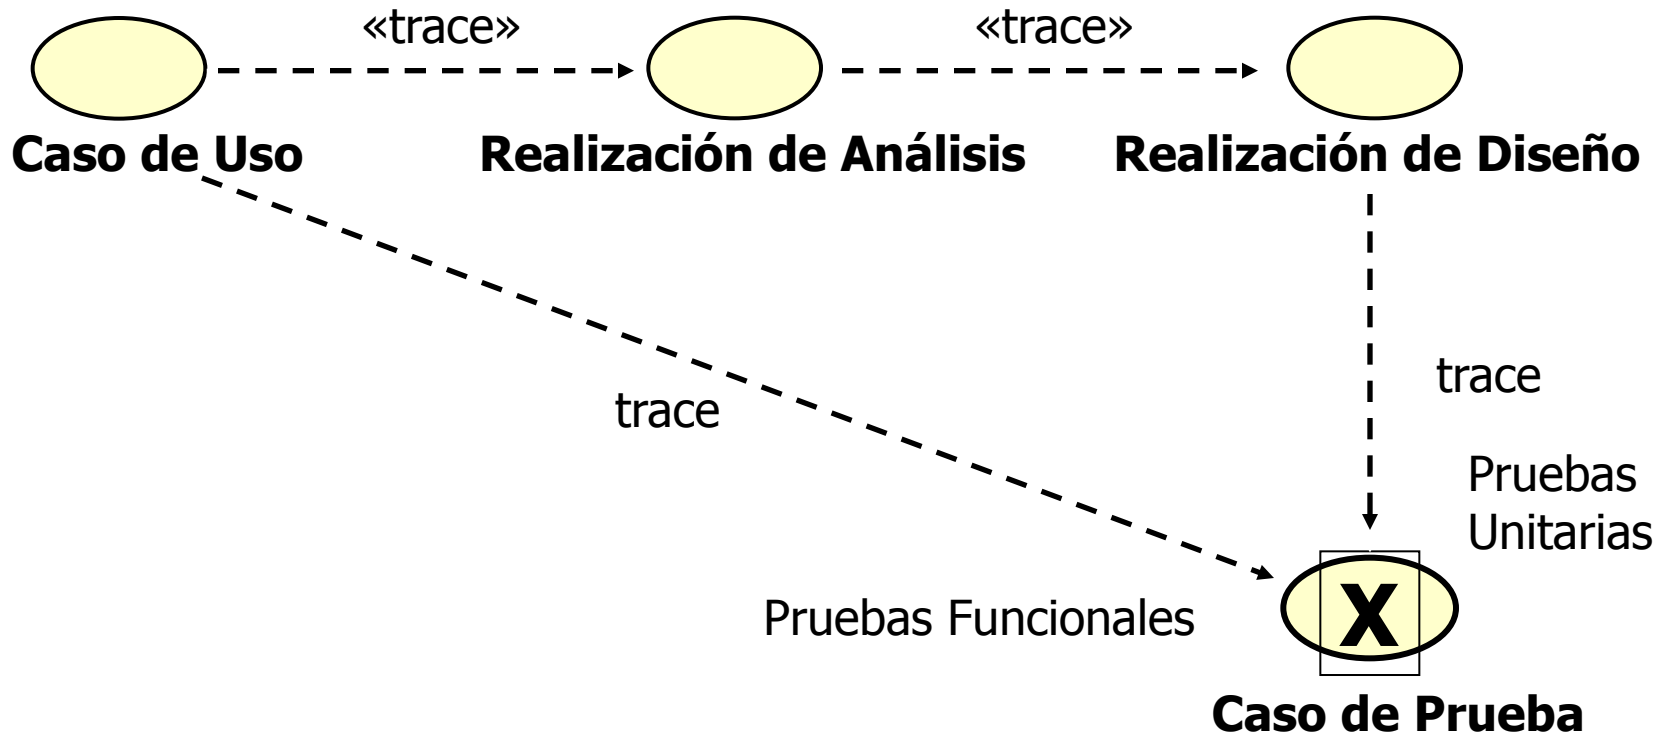 «trace»
«trace»
Caso de Uso
Realización de Análisis
Realización de Diseño
trace
trace
Pruebas
Unitarias
Pruebas Funcionales
X
Caso de Prueba